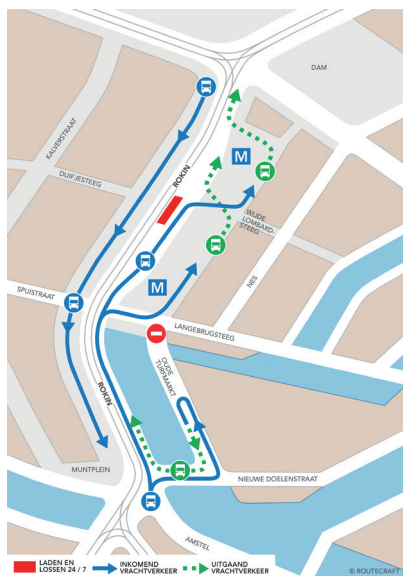 DAM
KALVERSTRAAT
ROKIN
DUIFJESTEEG
M
WIJDE
LOMBARD-
STEEG
NES
M
SPUISTRAAT
LANGEBRUGSTEEG
OUDE
TURFMARKT
ROKIN
MUNTPLEIN
NIEUWE DOELENSTRAAT
AMSTEL
LADEN EN
LOSSEN 24 / 7
INKOMEND
VRACHTVERKEER
UITGAAND
VRACHTVERKEER
© ROUTECRAFT